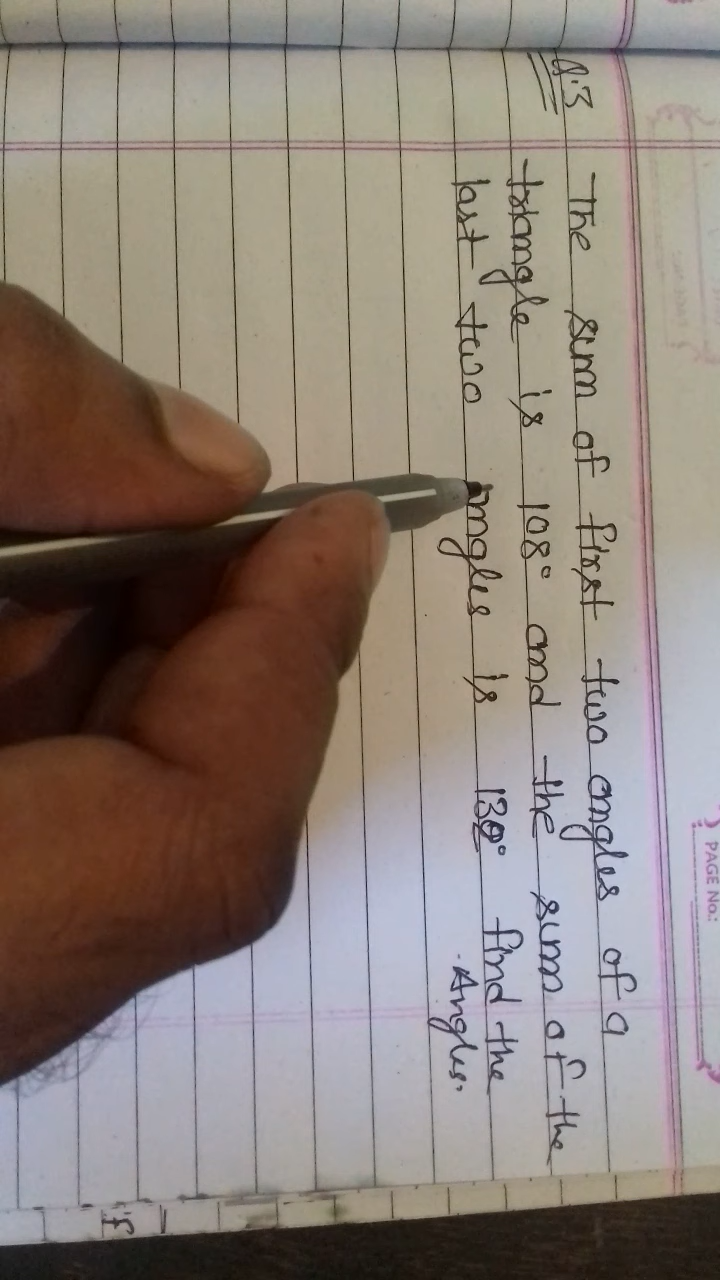 PAGE No.:
Q.3 The sum of first two angles of a
triangle is 108° and the sum of the
last two angles is 130° find the
Angles.